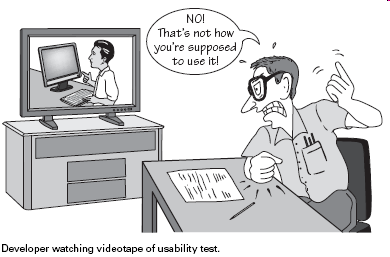 NO!
That's not how
you're supposed
to use it!
Developer watching videotape of usability test.